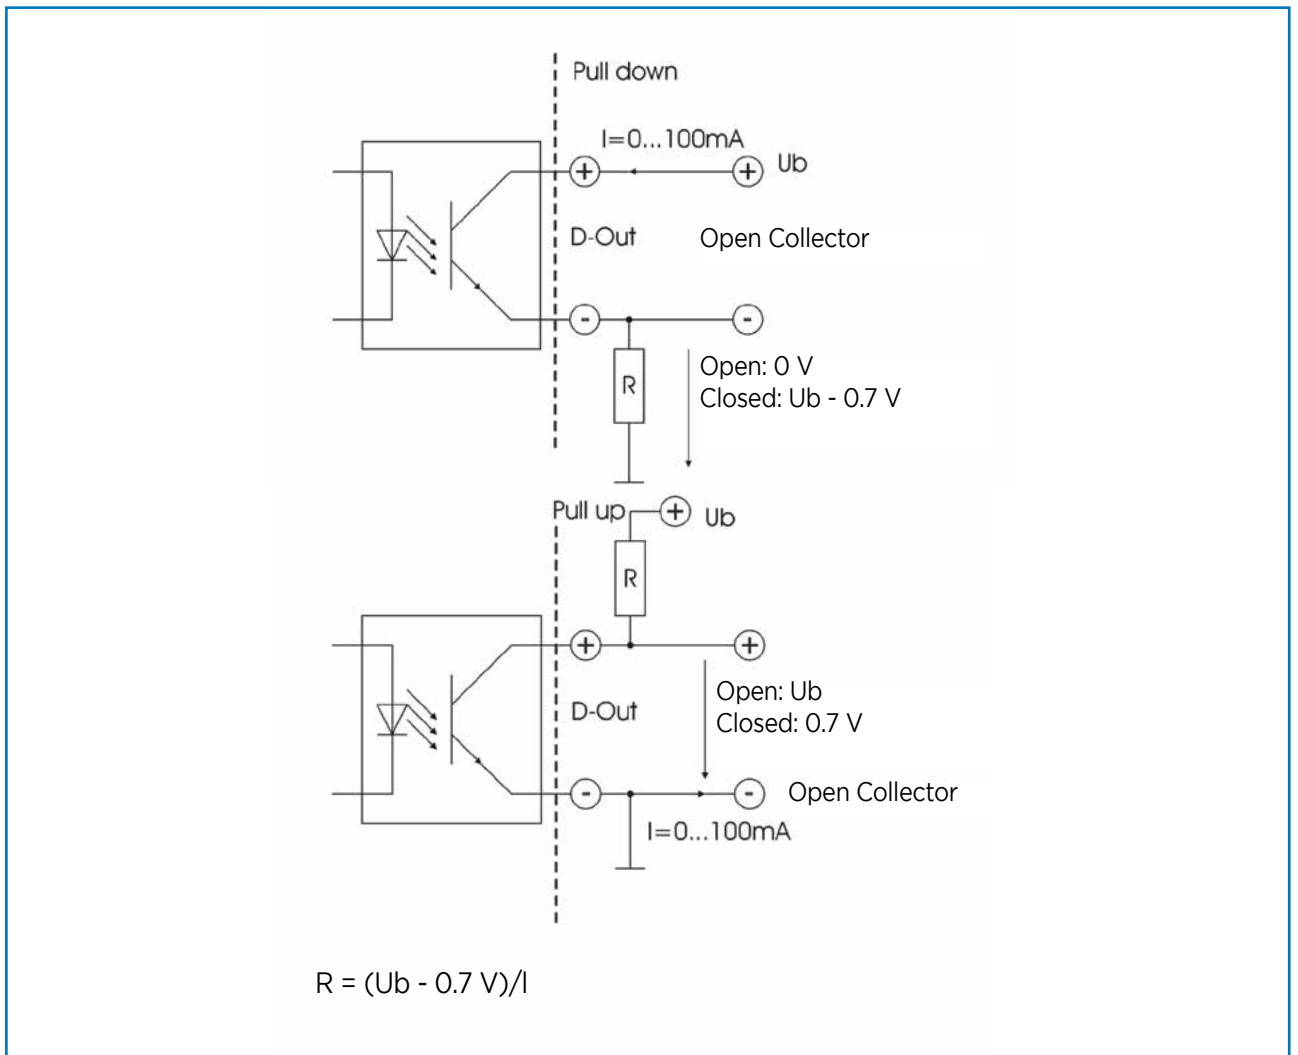 Pull down
I=0...100mA
+
+
Ub
D-Out
Open Collector
-
-
R
Open: 0 V
Closed: Ub - 0.7 V
Pull up
+
Ub
R
+
+
D-Out
Open: Ub
Closed: 0.7 V
-
-
Open Collector
I=0...100mA
R = (Ub - 0.7 V)/I